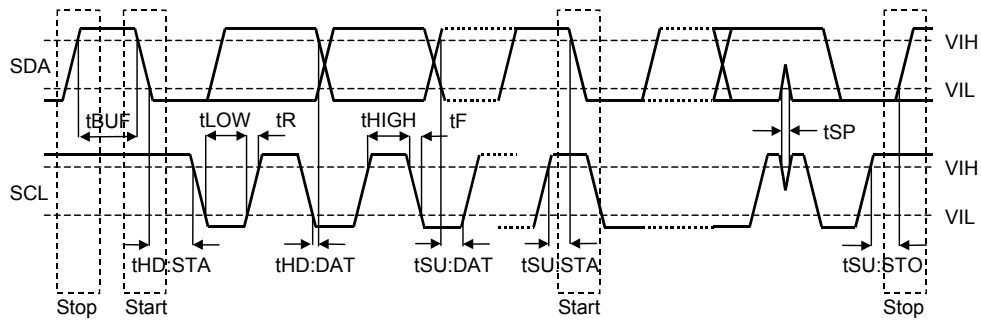 VIH
SDA
VIL
tBUF tLOW tR tHIGH tF tSP
SCL
VIH
VIL
tHD:STA tHD:DAT tSU:DAT tSU:STA tSU:STO
Stop Start Start Stop